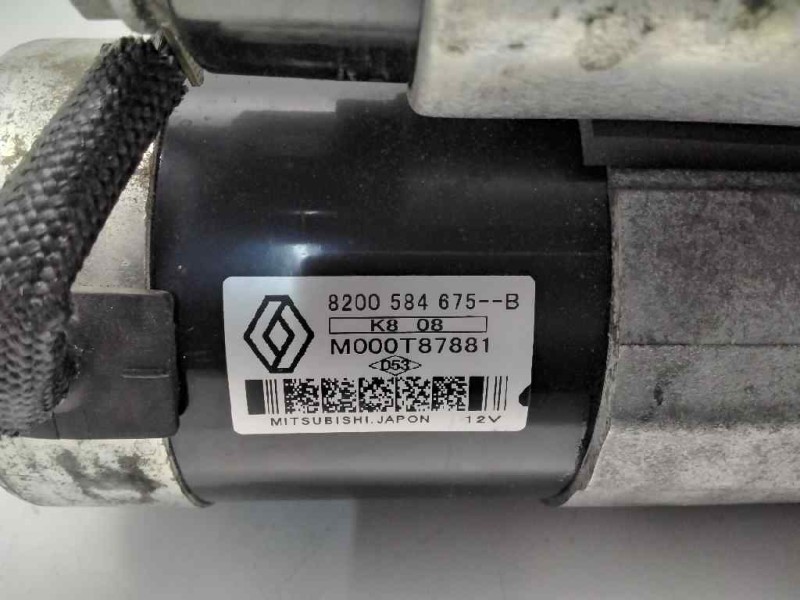 8200 584 675--B
K8 08
M000T87881
D53
MITSUBISHI.JAPON 12V